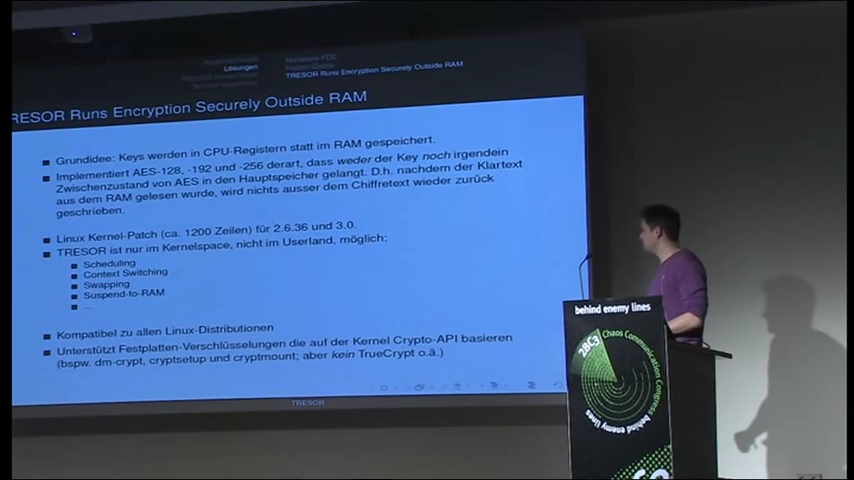 Lösungen
TRESOR Runs Encryption Securely Outside RAM
RESOR Runs Encryption Securely Outside RAM
Grundidee: Keys werden in CPU-Registern statt im RAM gespeichert.
Implementiert AES-128, -192 und -256 derart, dass weder der Key noch irgendein
Zwischenzustand von AES in den Hauptspeicher gelangt. D.h. nachdem der Klartext
aus dem RAM gelesen wurde, wird nichts ausser dem Chiffretext wieder zurück
geschrieben.
Linux Kernel-Patch (ca. 1200 Zeilen) für 2.6.36 und 3.0.
TRESOR ist nur im Kernelspace, nicht im Userland, möglich:
Scheduling
Context Switching
Swapping
Suspend-to-RAM
...
Kompatibel zu allen Linux-Distributionen
Unterstützt Festplatten-Verschlüsselungen die auf der Kernel Crypto-API basieren
(bspw. dm-crypt, cryptsetup und cryptmount; aber kein TrueCrypt o.ä.)
TRESOR
behind enemy lines
28C3
Chaos Communication Congress
behind enemy lines